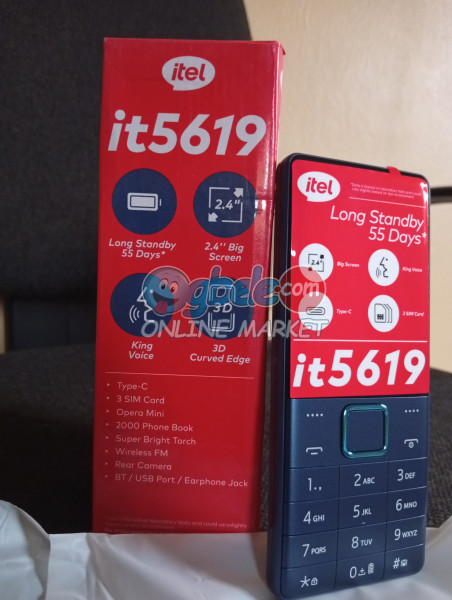 itel
it5619
2.4"
Long Standby
55 Days*
2.4'' Big
Screen
3D
King
Voice
3D
Curved Edge
• Type-C
• 3 SIM Card
• Opera Mini
• 2000 Phone Book
• Super Bright Torch
• Wireless FM
• Rear Camera
• BT / USB Port / Earphone Jack
itel
Long Standby
55 Days*
2.4"
Big Screen
King Voice
Type-C
3 SIM Card
it5619
1.,
2 ABC
3 DEF
4 GHI
5 JKL
6 MNO
7 PQRS
8 TUV
9 WXYZ
*
0
#
.com
ONLINE MARKET